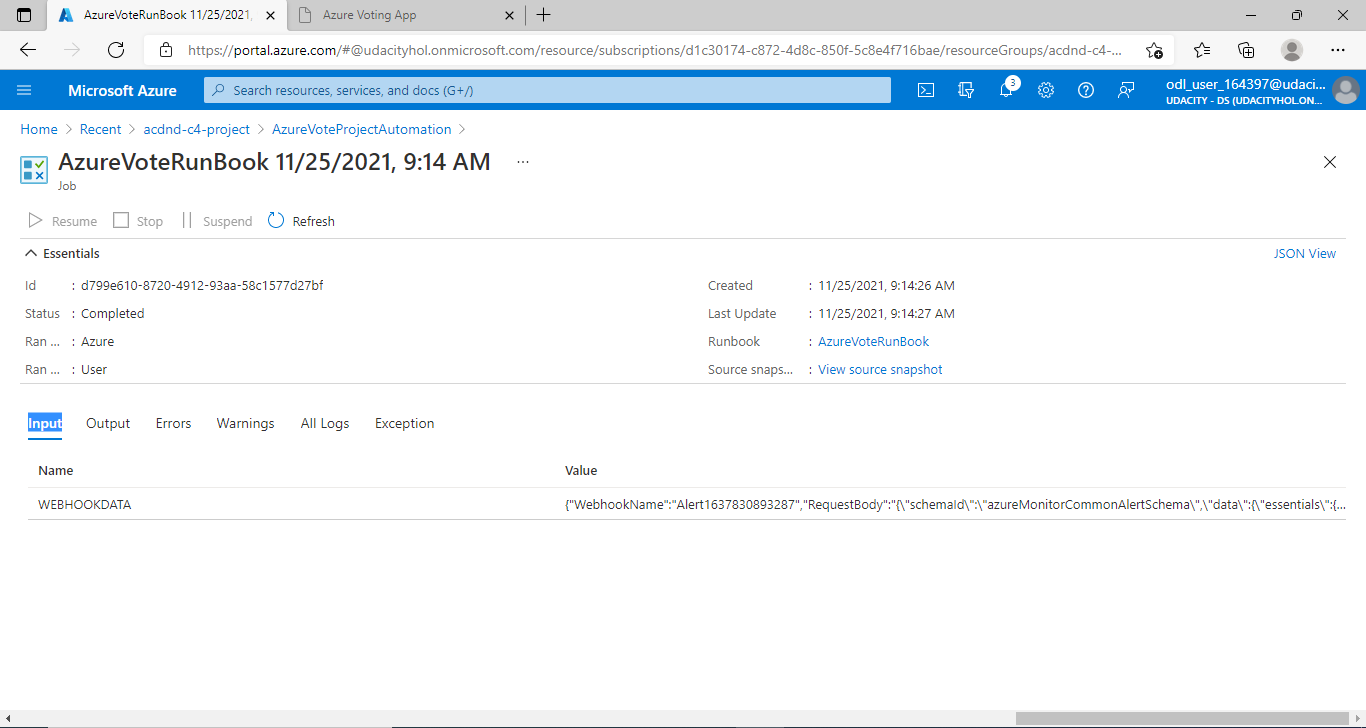 AzureVoteRunBook 11/25/2021,
Azure Voting App
https://portal.azure.com/#@udacityhol.onmicrosoft.com/resource/subscriptions/d1c30174-c872-4d8c-850f-5c8e4f716bae/resourceGroups/acdnd-c4-...
Microsoft Azure
Search resources, services, and docs (G+/)
3
odl_user_164397@udaci...
UDACITY - DS (UDACITYHOL.ON...
Home > Recent > acdnd-c4-project > AzureVoteProjectAutomation >
AzureVoteRunBook 11/25/2021, 9:14 AM ...
Job
Resume Stop Suspend Refresh
Essentials JSON View
Id : d799e610-8720-4912-93aa-58c1577d27bf Created : 11/25/2021, 9:14:26 AM
Status : Completed Last Update : 11/25/2021, 9:14:27 AM
Ran ... : Azure Runbook : AzureVoteRunBook
Ran ... : User Source snaps... : View source snapshot
Input Output Errors Warnings All Logs Exception
Name Value
WEBHOOKDATA {"WebhookName":"Alert1637830893287","RequestBody":"{\"schemaId\":\"azureMonitorCommonAlertSchema\",\"data\":{\"essentials\":{...